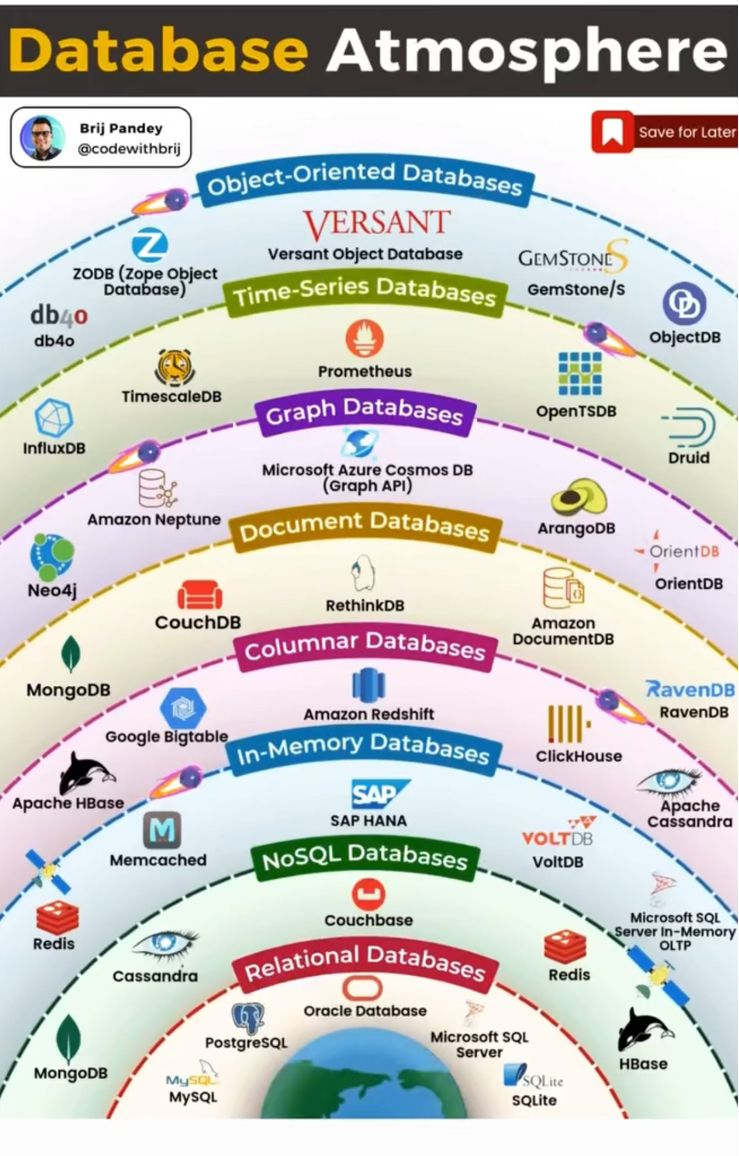 Database Atmosphere
Brij Pandey
@codewithbrij
Save for Later
Object-Oriented Databases
VERSANT
Versant Object Database
ZODB (Zope Object
Database)
GEMSTONE S
GemStone/S
db4o
db4o
ObjectDB
Time-Series Databases
Prometheus
TimescaleDB
OpenTSDB
InfluxDB
Druid
Graph Databases
Microsoft Azure Cosmos DB
(Graph API)
Amazon Neptune
ArangoDB
OrientDB
OrientDB
Neo4j
Document Databases
RethinkDB
CouchDB
Amazon
DocumentDB
MongoDB
RavenDB
RavenDB
Columnar Databases
Amazon Redshift
Google Bigtable
ClickHouse
Apache HBase
Apache
Cassandra
In-Memory Databases
SAP
SAP HANA
M
Memcached
VOLTDB
VoltDB
Redis
Microsoft SQL
Server In-Memory
OLTP
NoSQL Databases
Couchbase
Cassandra
Redis
MongoDB
HBase
Relational Databases
Oracle Database
PostgreSQL
Microsoft SQL
Server
MySQL
MySQL
SQLite
SQLite